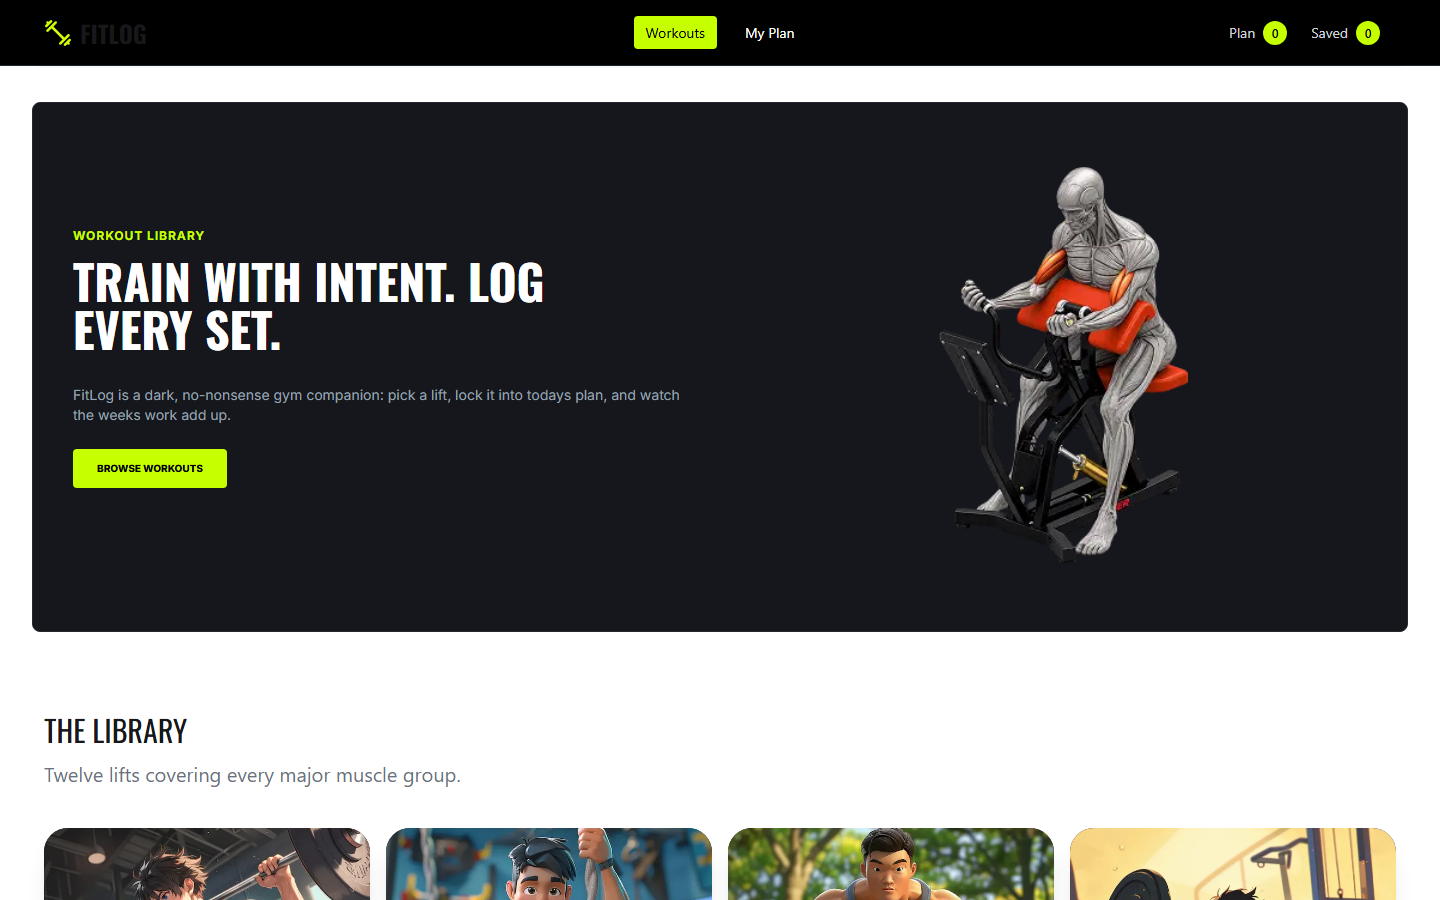 FITLOG
Workouts
My Plan
Plan 0
Saved 0
WORKOUT LIBRARY
TRAIN WITH INTENT. LOG
EVERY SET.
FitLog is a dark, no-nonsense gym companion: pick a lift, lock it into todays plan, and watch
the weeks work add up.
BROWSE WORKOUTS
THE LIBRARY
Twelve lifts covering every major muscle group.